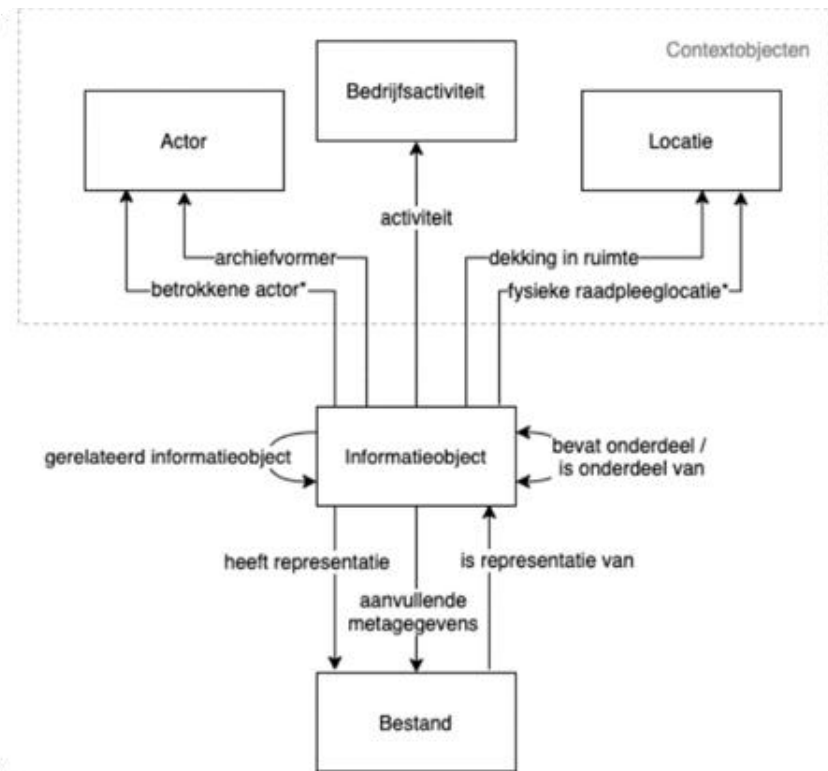 Contextobjecten
Bedrijfsactiviteit
Actor
Locatie
activiteit
archiefvormer
dekking in ruimte
betrokkene actor*
fysieke raadpleeglocatie*
gerelateerd informatieobject
Informatieobject
bevat onderdeel /
is onderdeel van
heeft representatie
is representatie van
aanvullende
metagegevens
Bestand